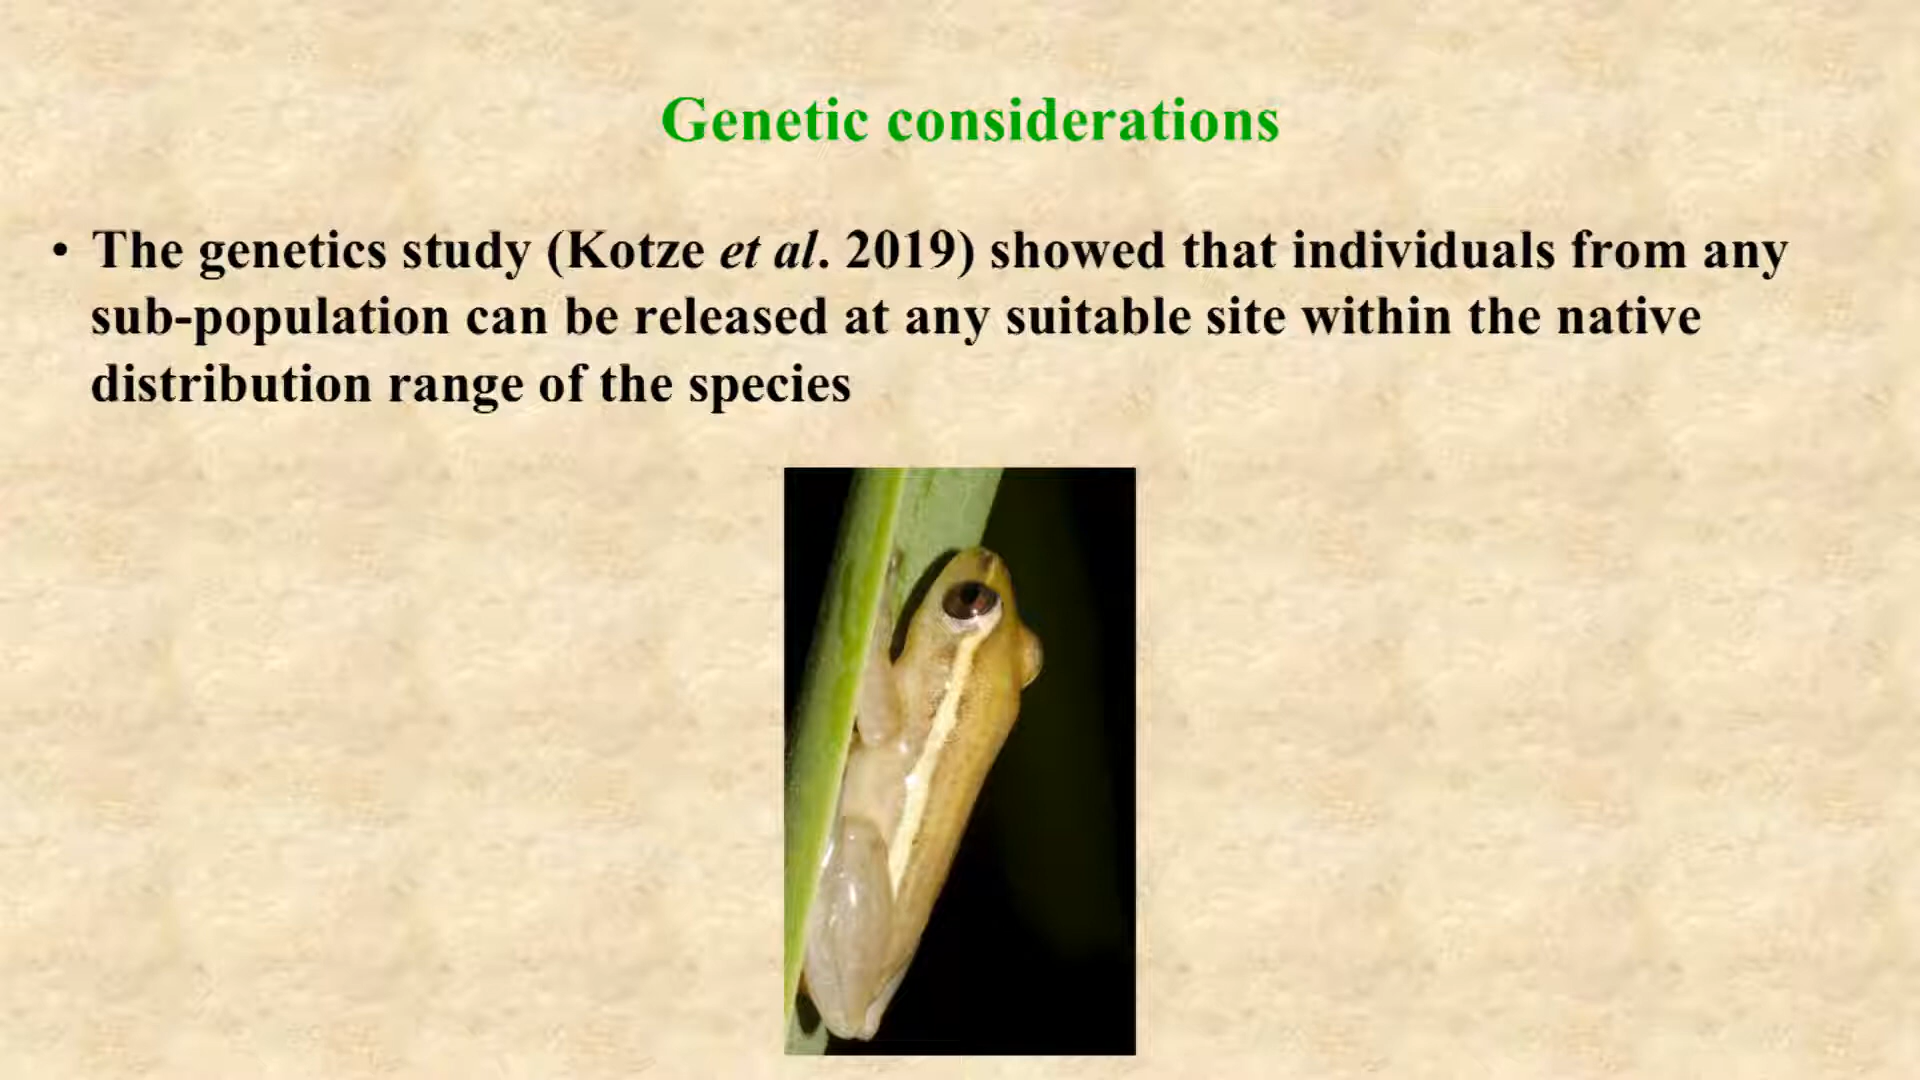 Genetic considerations
• The genetics study (Kotze et al. 2019) showed that individuals from any
sub-population can be released at any suitable site within the native
distribution range of the species